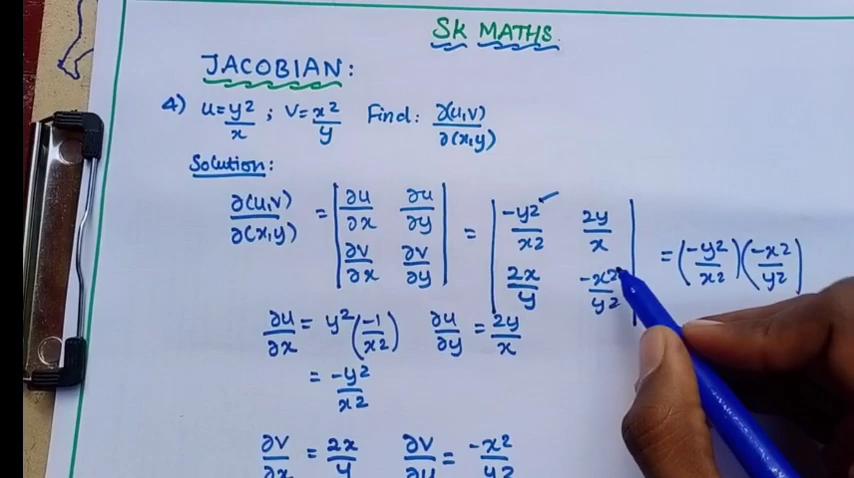 SK MATHS
JACOBIAN:
4) u=y2/x ; v=x2/y Find: ∂(u,v)/∂(x,y)
Solution:
∂(u,v)/∂(x,y) = |∂u/∂x ∂u/∂y| = |-y2/x2 2y/x| = (-y2/x2)(-x2/y2)
|∂v/∂x ∂v/∂y| |2x/y -x2/y2|
∂u/∂x = y2(-1/x2) ∂u/∂y = 2y/x
= -y2/x2
∂v/∂x = 2x/y ∂v/∂y = -x2/y2